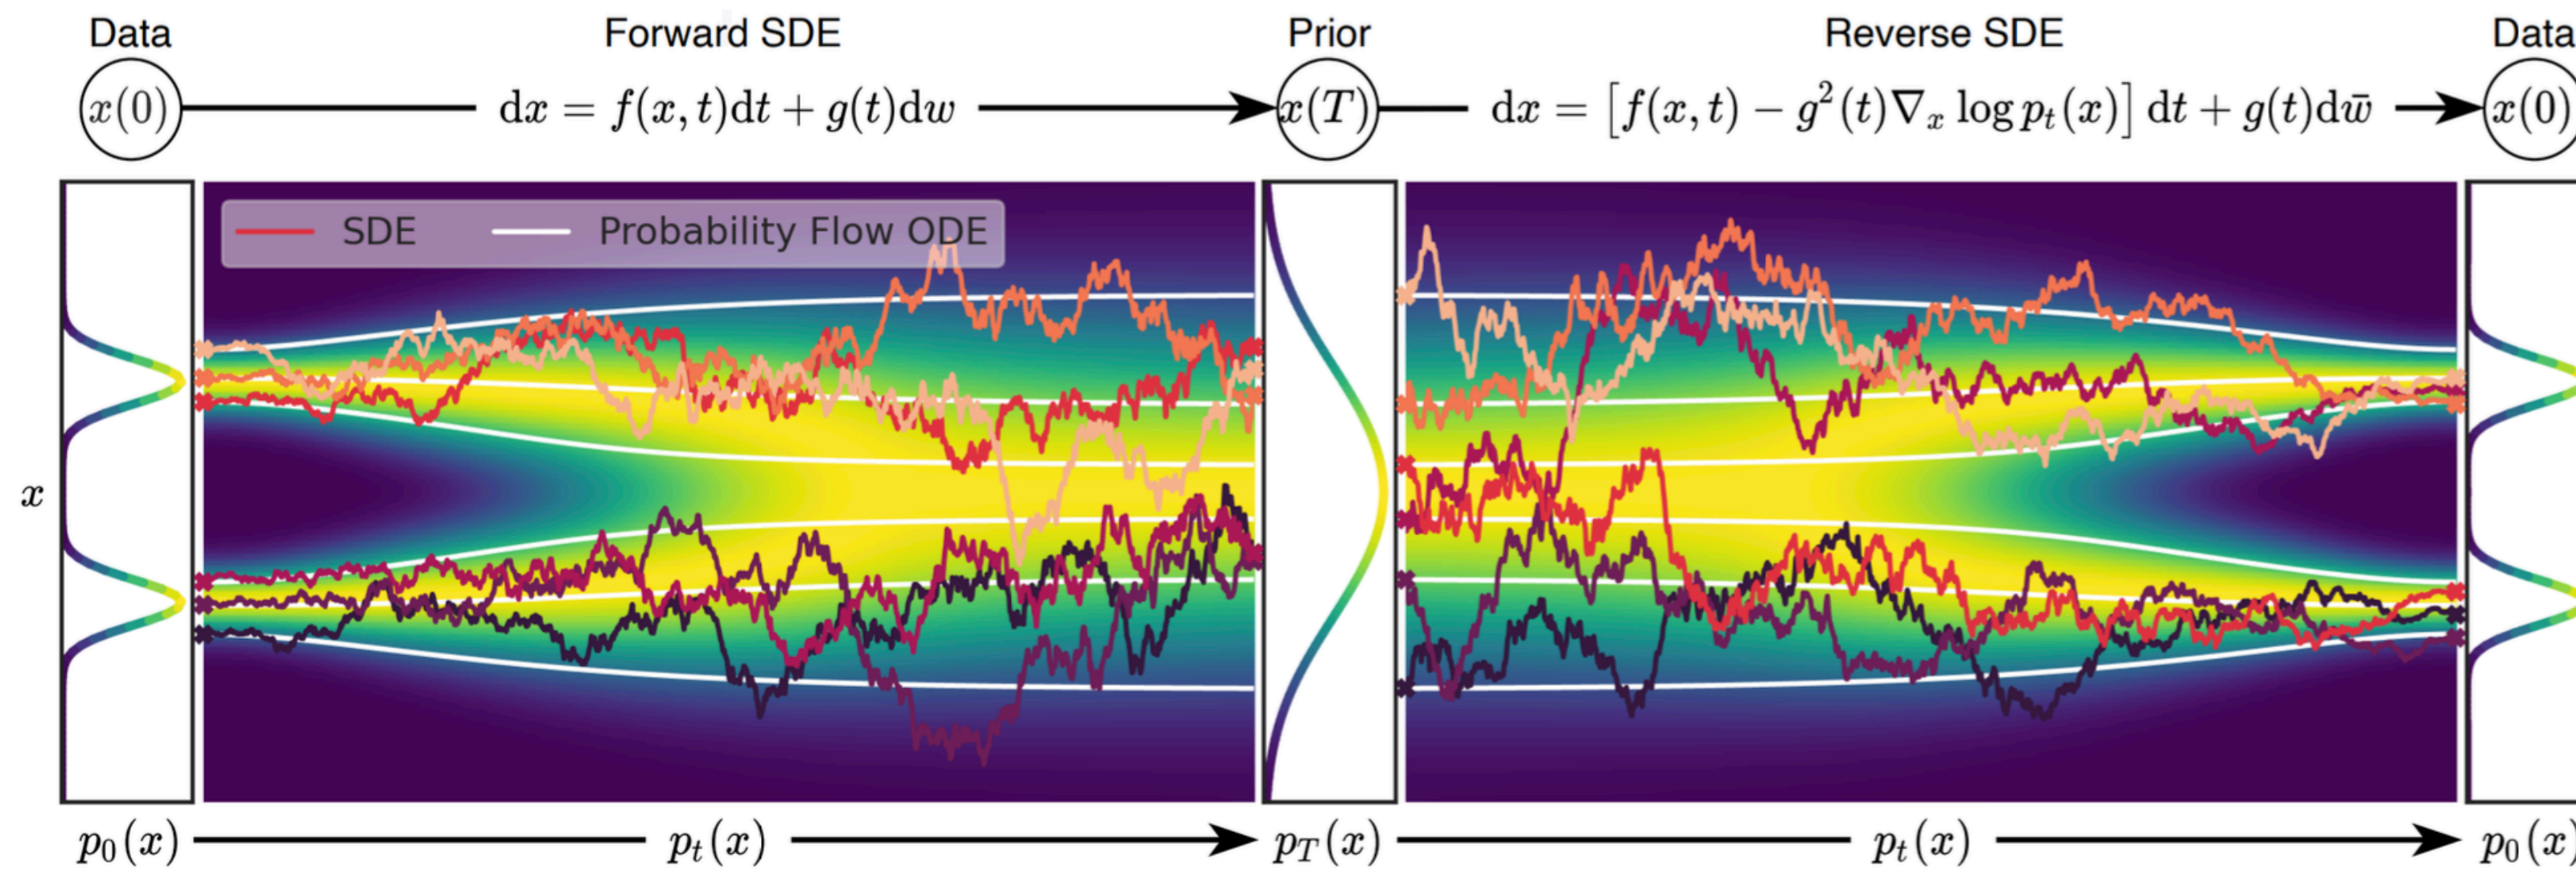 Data Forward SDE Prior Reverse SDE Data
x(0) dx = f(x, t)dt + g(t)dw x(T) dx = [f(x, t) − g²(t)∇ₓ log pₜ(x)] dt + g(t)dw̄ x(0)
SDE Probability Flow ODE
x
p₀(x) pₜ(x) p_T(x) pₜ(x) p₀(x)